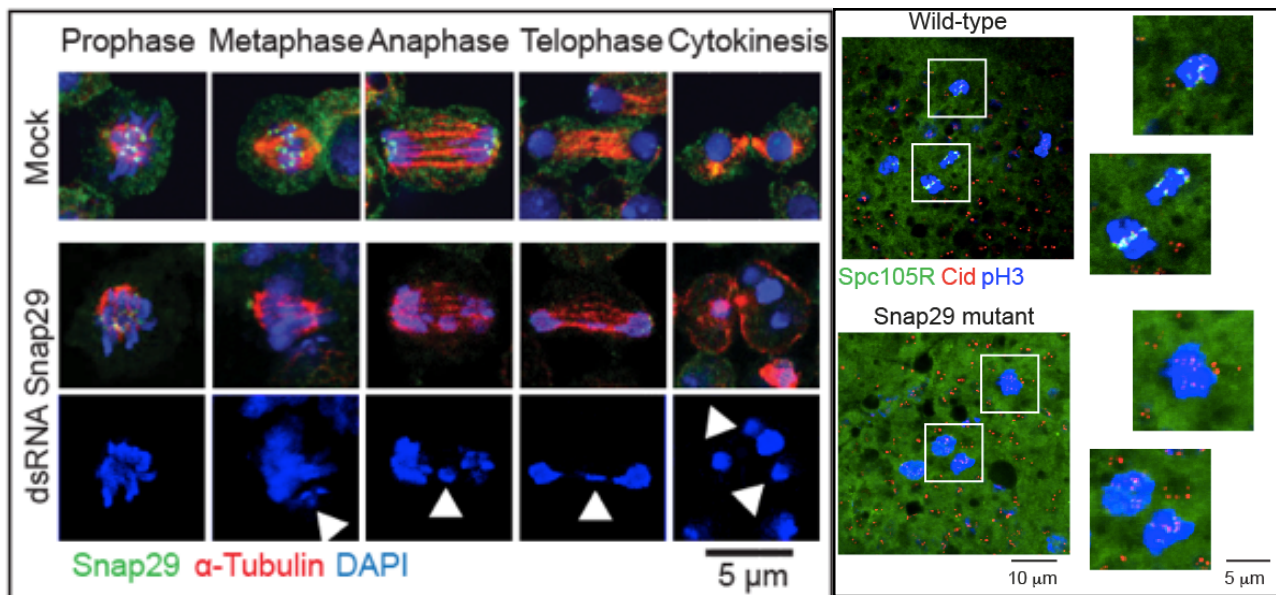 Prophase Metaphase Anaphase Telophase Cytokinesis
Mock
dsRNA Snap29
Snap29 α-Tubulin DAPI
5 μm
Wild-type
Spc105R Cid pH3
Snap29 mutant
10 μm
5 μm